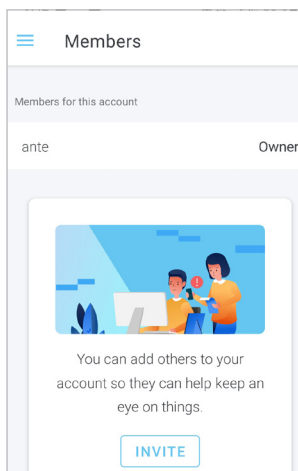 Members
Members for this account
ante Owner
You can add others to your
account so they can help keep an
eye on things.
INVITE